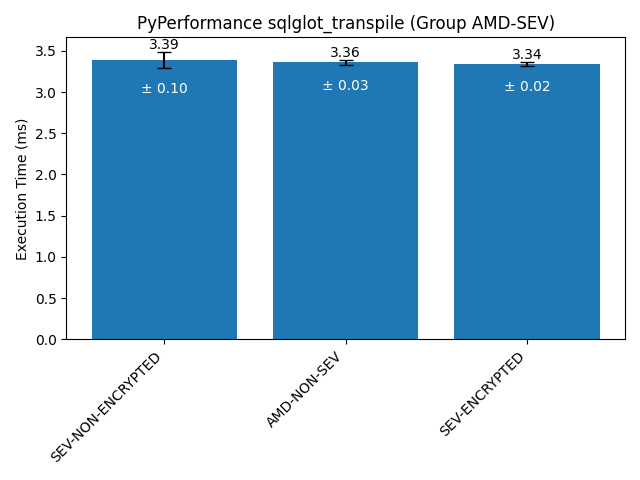 PyPerformance sqlglot_transpile (Group AMD-SEV)
Execution Time (ms)
3.5
3.0
2.5
2.0
1.5
1.0
0.5
0.0
3.39
± 0.10
3.36
± 0.03
3.34
± 0.02
SEV-NON-ENCRYPTED
AMD-NON-SEV
SEV-ENCRYPTED